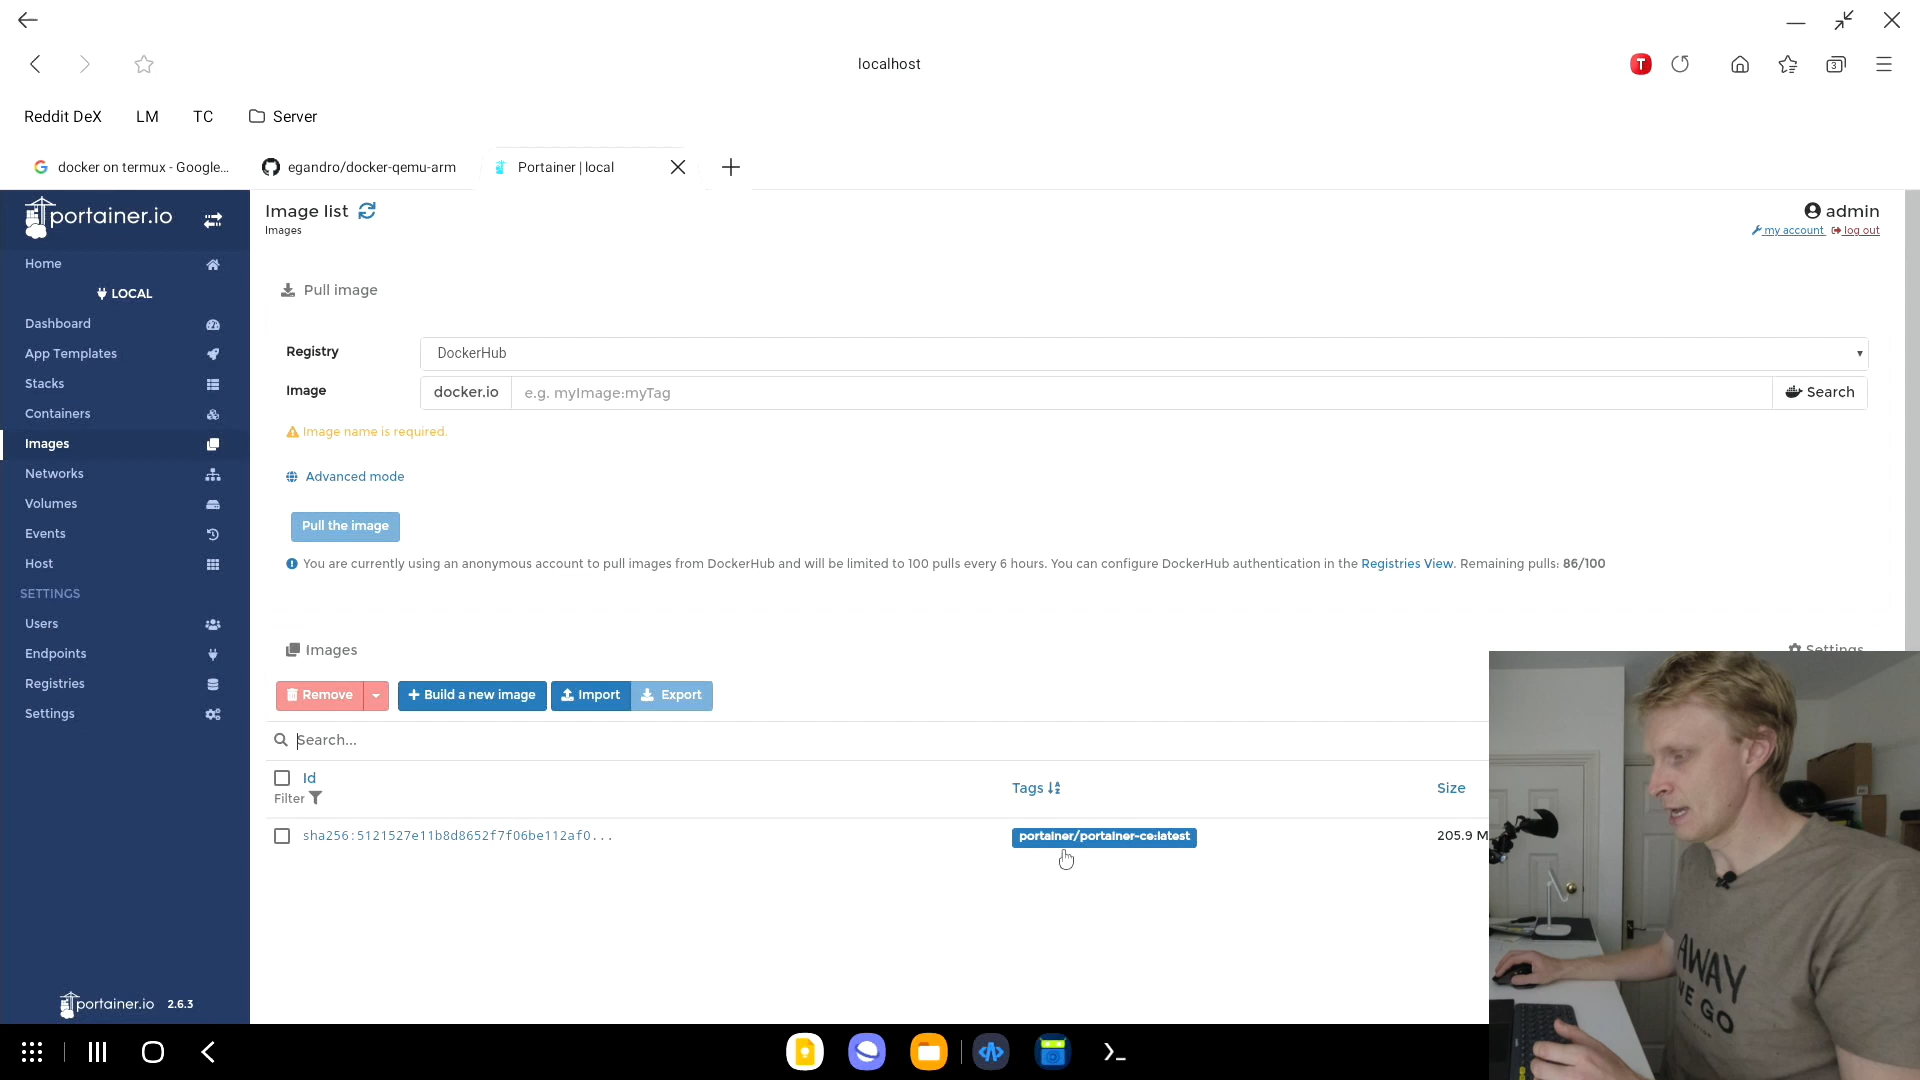 localhost
T
3
Reddit DeX
LM
TC
Server
docker on termux - Google...
egandro/docker-qemu-arm
Portainer | local
portainer.io
Image list
Images
admin
my account
log out
Home
LOCAL
Dashboard
App Templates
Stacks
Containers
Images
Networks
Volumes
Events
Host
SETTINGS
Users
Endpoints
Registries
Settings
Pull image
Registry
DockerHub
Image
docker.io
e.g. myImage:myTag
Search
Image name is required.
Advanced mode
Pull the image
You are currently using an anonymous account to pull images from DockerHub and will be limited to 100 pulls every 6 hours. You can configure DockerHub authentication in the Registries View. Remaining pulls: 86/100
Images
Settings
Remove
Build a new image
Import
Export
Search...
Id
Filter
Tags
Size
sha256:5121527e11b8d8652f7f06be112af0...
portainer/portainer-ce:latest
205.9 M
portainer.io 2.6.3
AWAY
WE GO